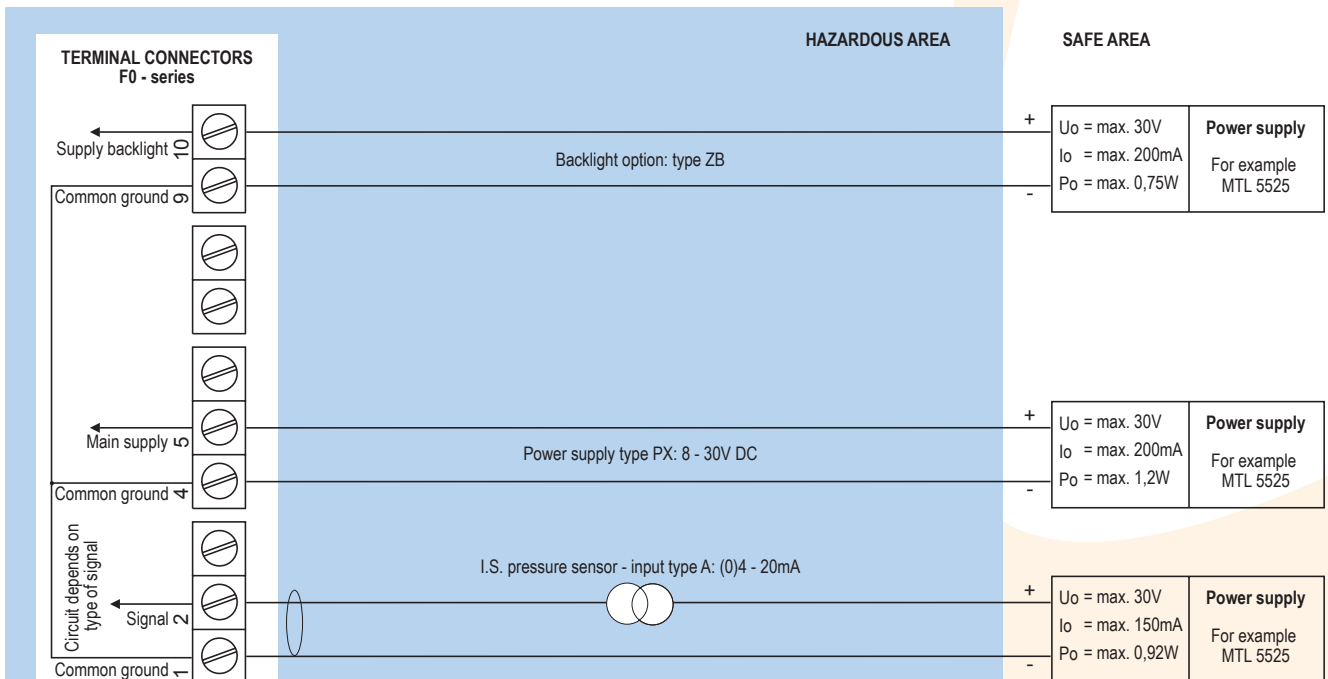 HAZARDOUS AREA
SAFE AREA
TERMINAL CONNECTORS
F0 - series
Supply backlight 10
Backlight option: type ZB
+
Uo = max. 30V
Io = max. 200mA
Po = max. 0,75W
Power supply
For example
MTL 5525
Common ground 9
-
Main supply 5
Power supply type PX: 8 - 30V DC
+
Uo = max. 30V
Io = max. 200mA
Po = max. 1,2W
Power supply
For example
MTL 5525
Common ground 4
-
Circuit depends on
type of signal
I.S. pressure sensor - input type A: (0)4 - 20mA
Signal 2
+
Uo = max. 30V
Io = max. 150mA
Po = max. 0,92W
Power supply
For example
MTL 5525
Common ground 1
-